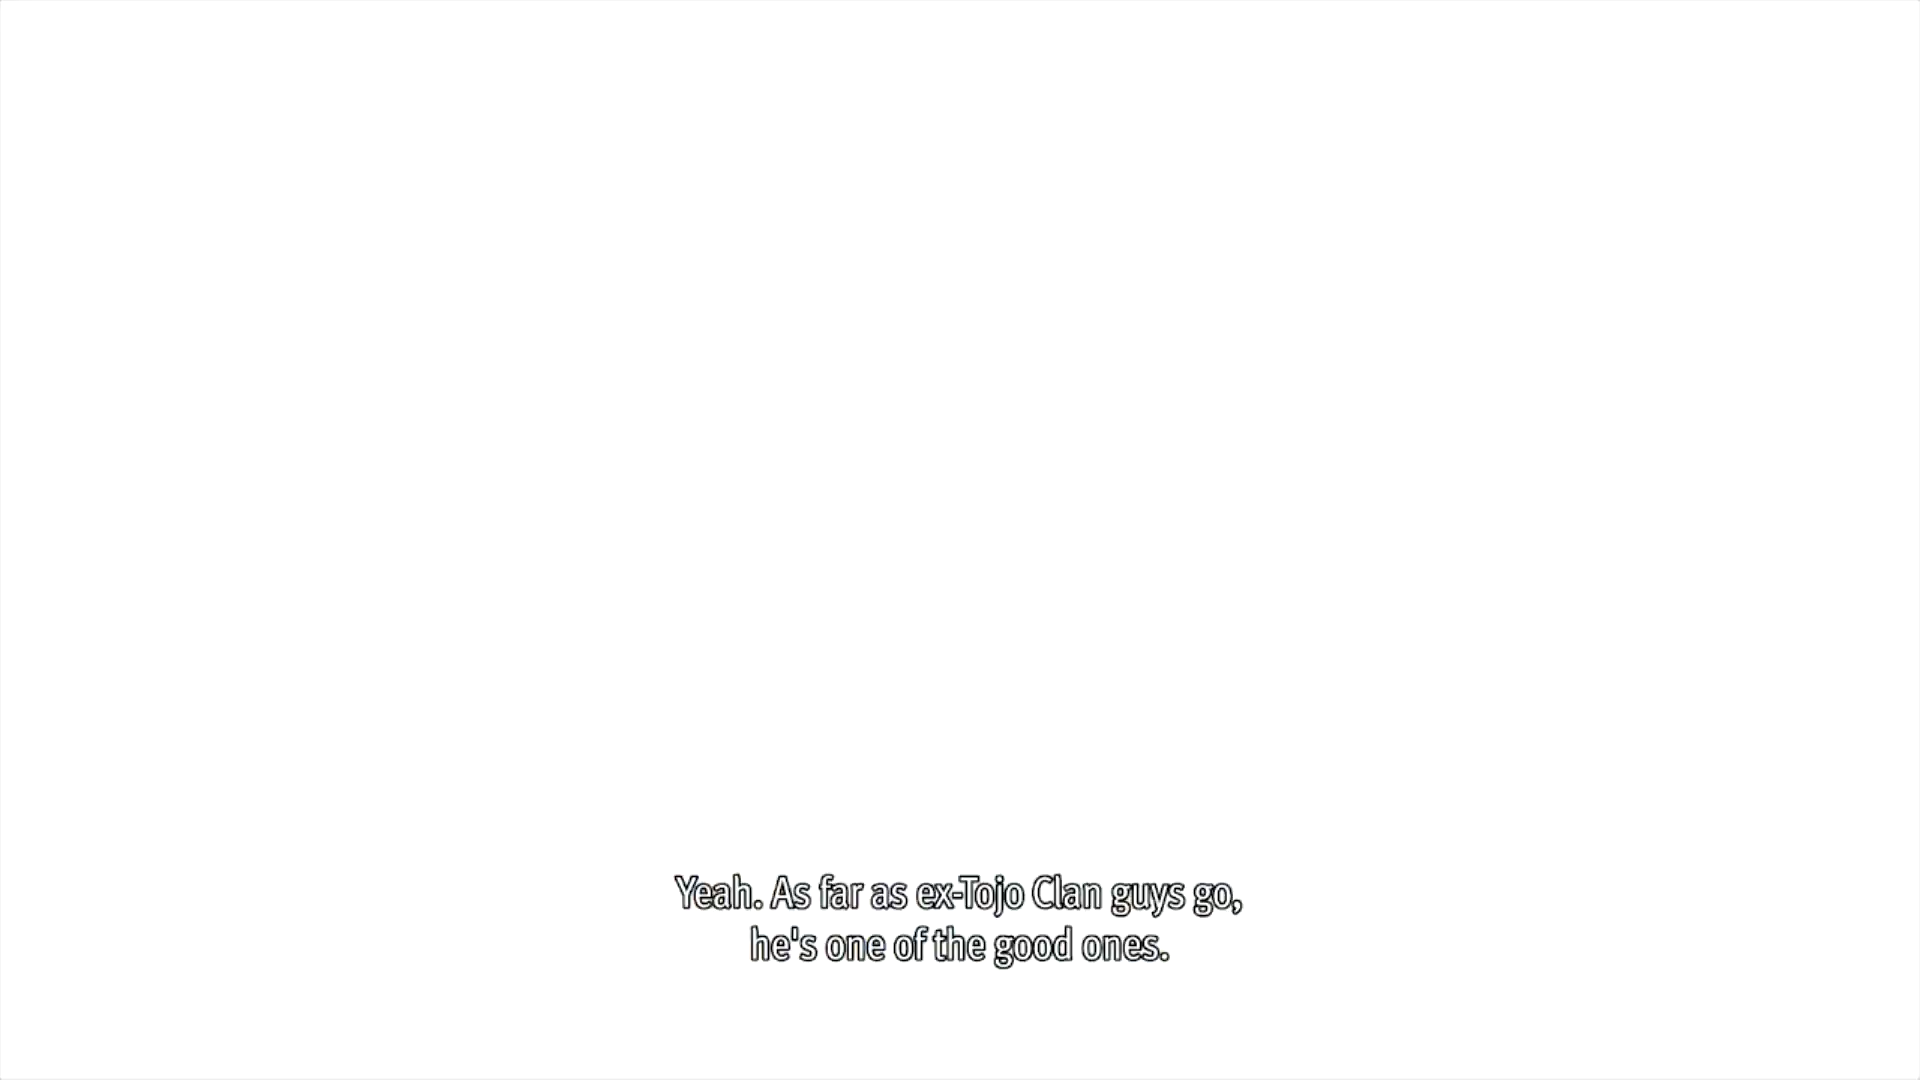 Yeah. As far as ex-Tojo Clan guys go,
he's one of the good ones.